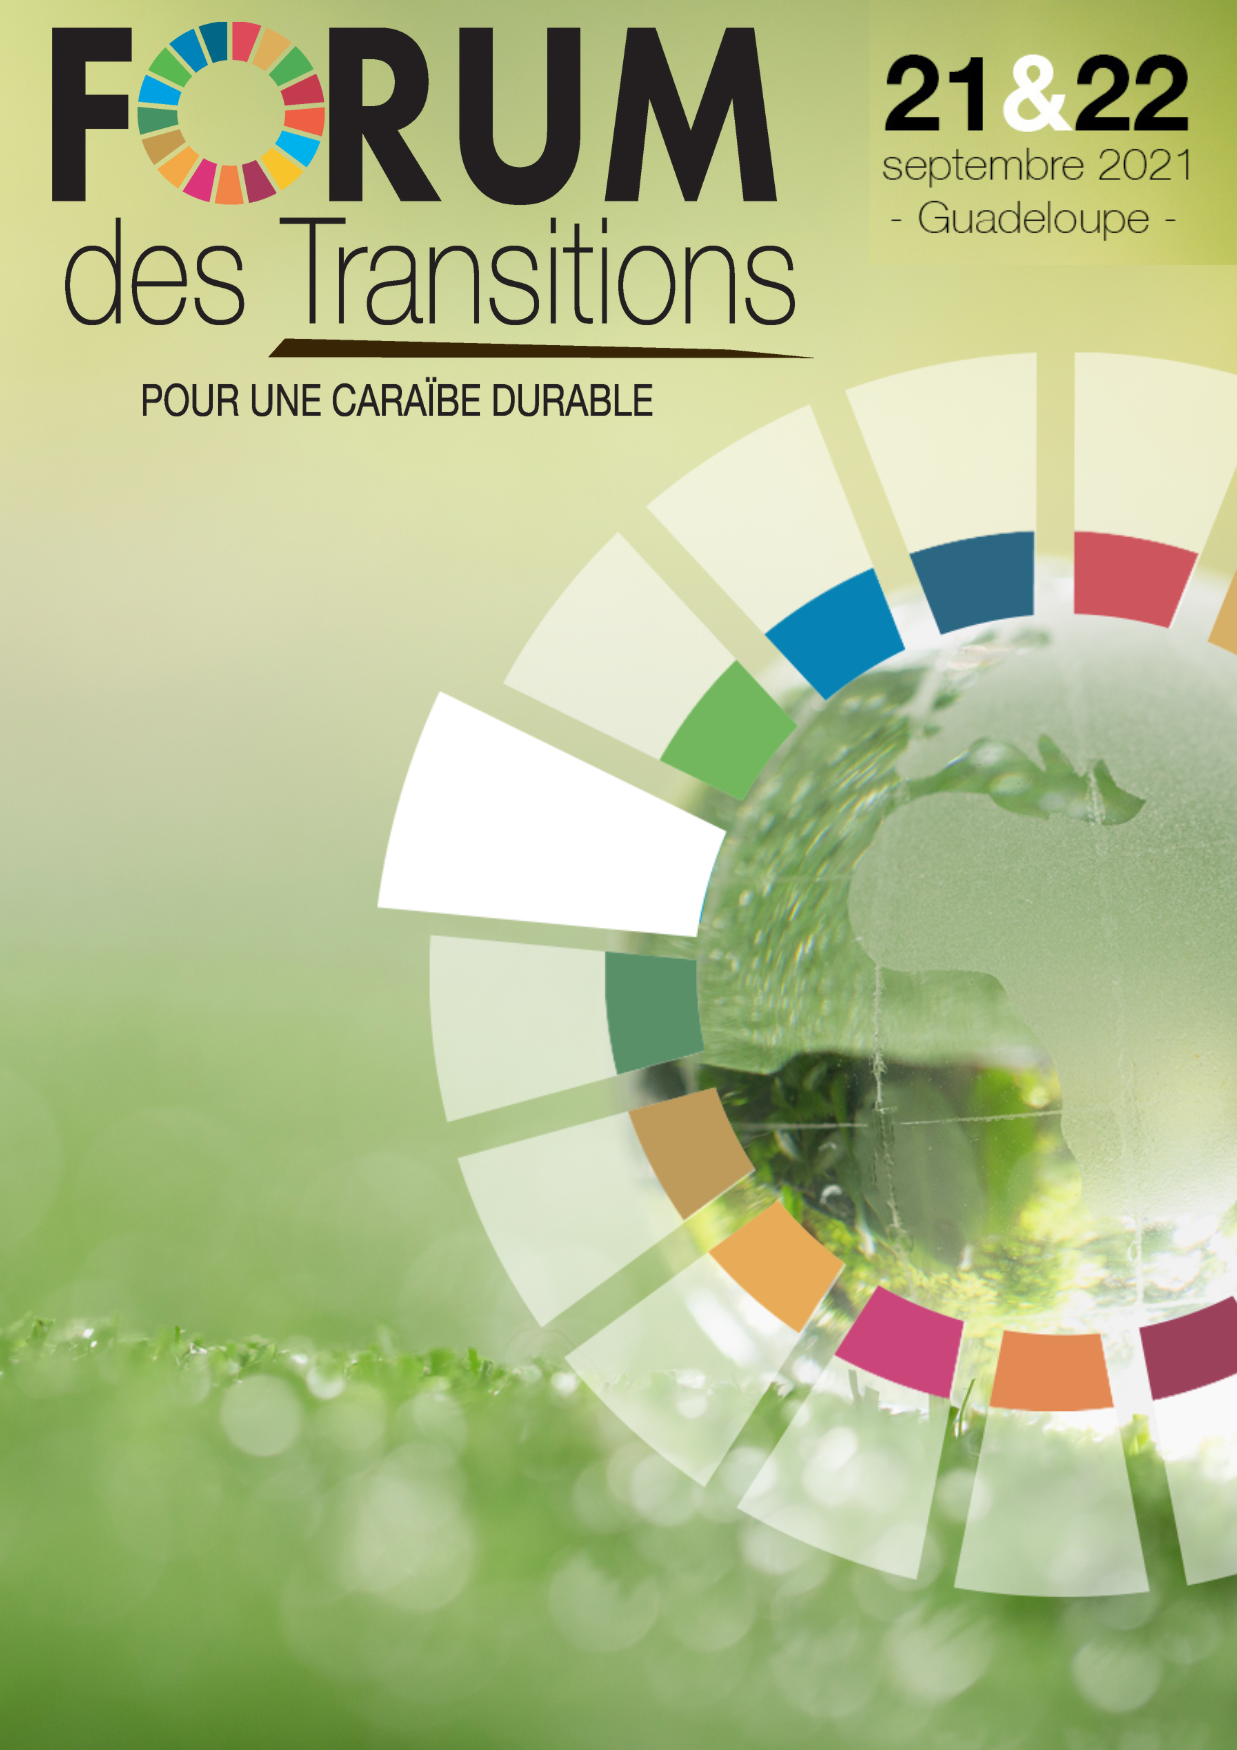 FORUM
des Transitions
POUR UNE CARAÏBE DURABLE
21&22
septembre 2021
- Guadeloupe -